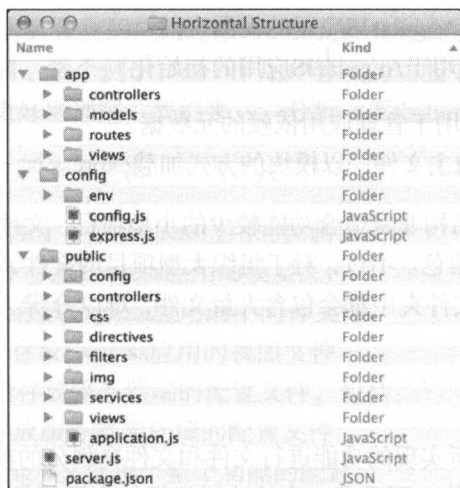 Horizontal Structure
Name Kind
app Folder
controllers Folder
models Folder
routes Folder
views Folder
config Folder
env Folder
config.js JavaScript
express.js JavaScript
public Folder
config Folder
controllers Folder
css Folder
directives Folder
filters Folder
img Folder
services Folder
views Folder
application.js JavaScript
server.js JavaScript
package.json JSON